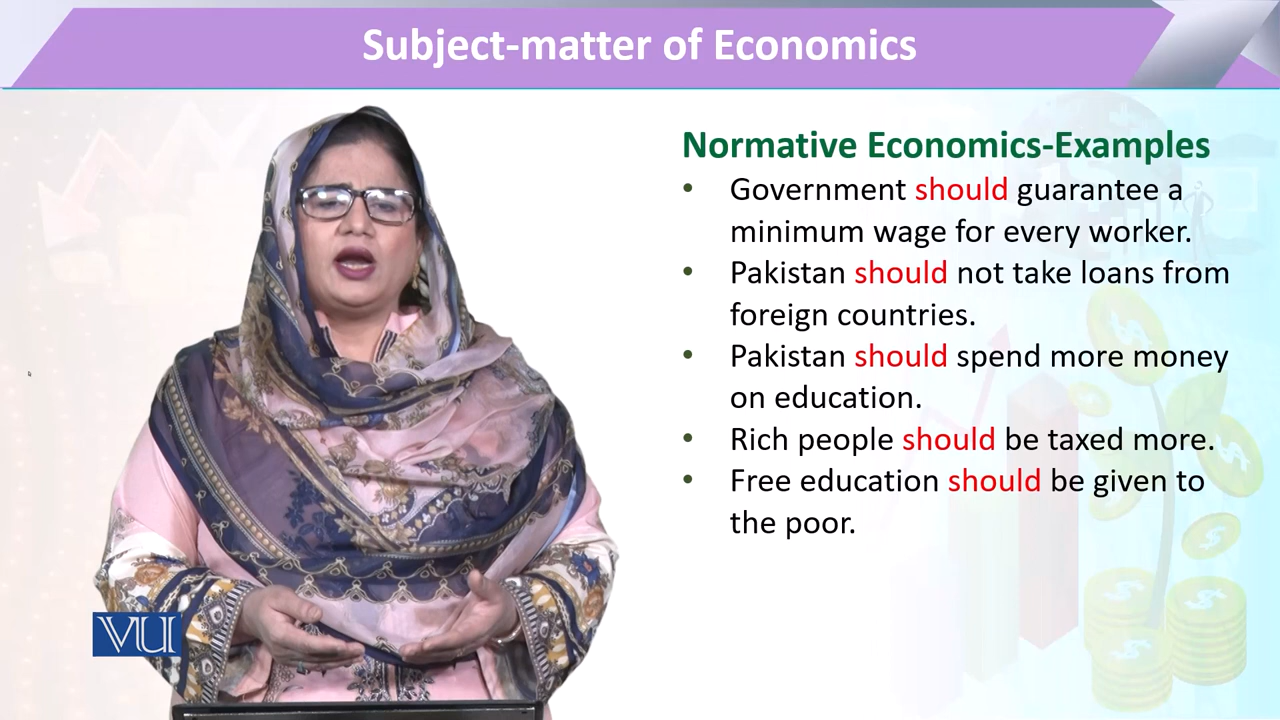 Subject-matter of Economics
Normative Economics-Examples
• Government should guarantee a
minimum wage for every worker.
• Pakistan should not take loans from
foreign countries.
• Pakistan should spend more money
on education.
• Rich people should be taxed more.
• Free education should be given to
the poor.
VU